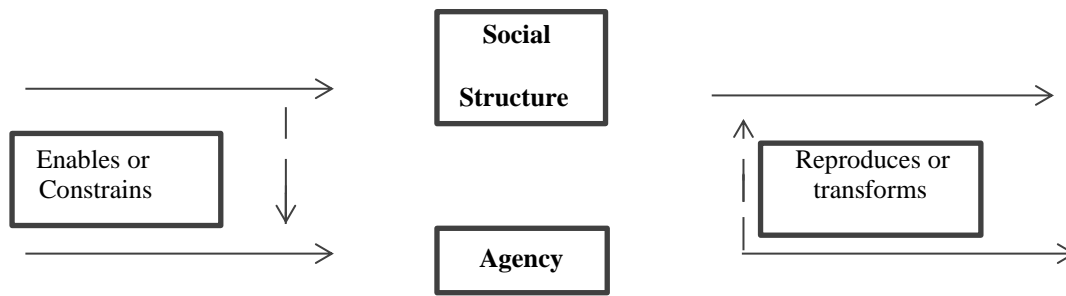 Social
Structure
Enables or
Constrains
Reproduces or
transforms
Agency